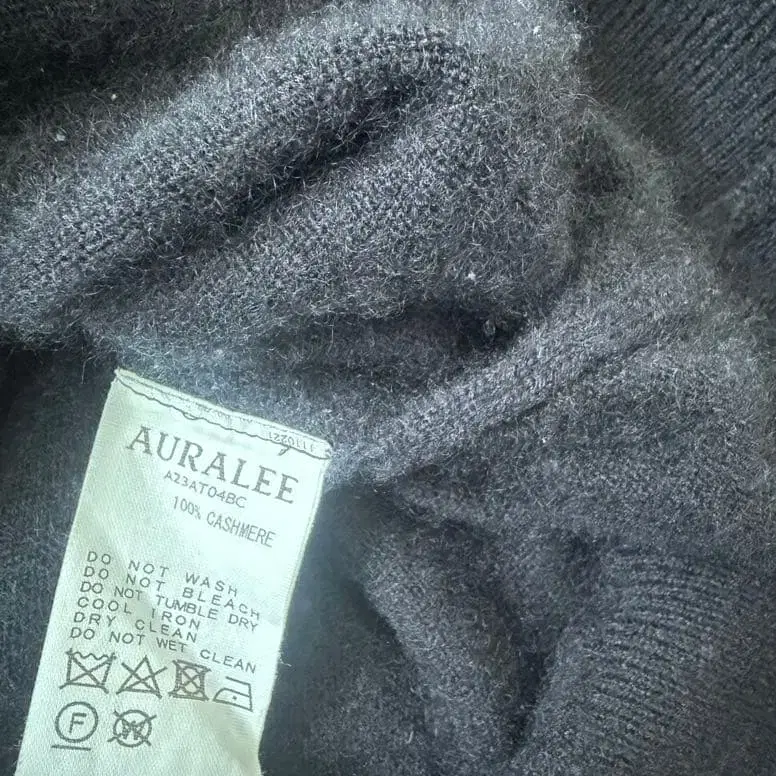 AURALEE
A23AT04BC
100% CASHMERE
DO NOT WASH
DO NOT BLEACH
DO NOT TUMBLE DRY
COOL IRON
DRY CLEAN
DO NOT WET CLEAN
F
W